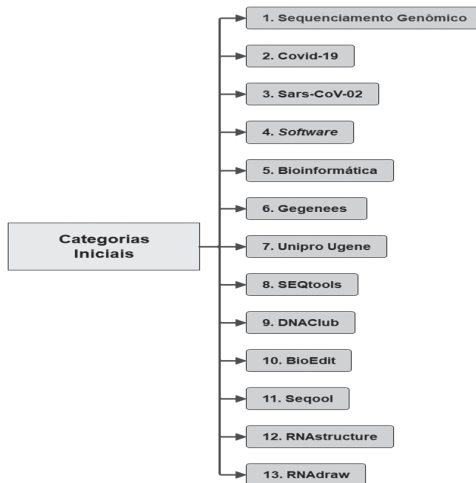 1. Sequenciamento Genômico
2. Covid-19
3. Sars-CoV-02
4. Software
5. Bioinformática
6. Gegenees
Categorias
Iniciais
7. Unipro Ugene
8. SEQtools
9. DNAClub
10. BioEdit
11. Seqool
12. RNAstructure
13. RNAdraw